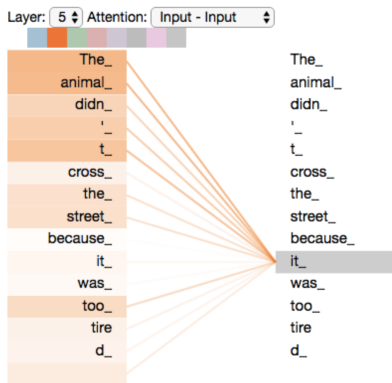 Layer: 5 Attention: Input - Input
The_ The_
animal_ animal_
didn_ didn_
'_ '_
t_ t_
cross_ cross_
the_ the_
street_ street_
because_ because_
it_ it_
was_ was_
too_ too_
tire tire
d_ d_